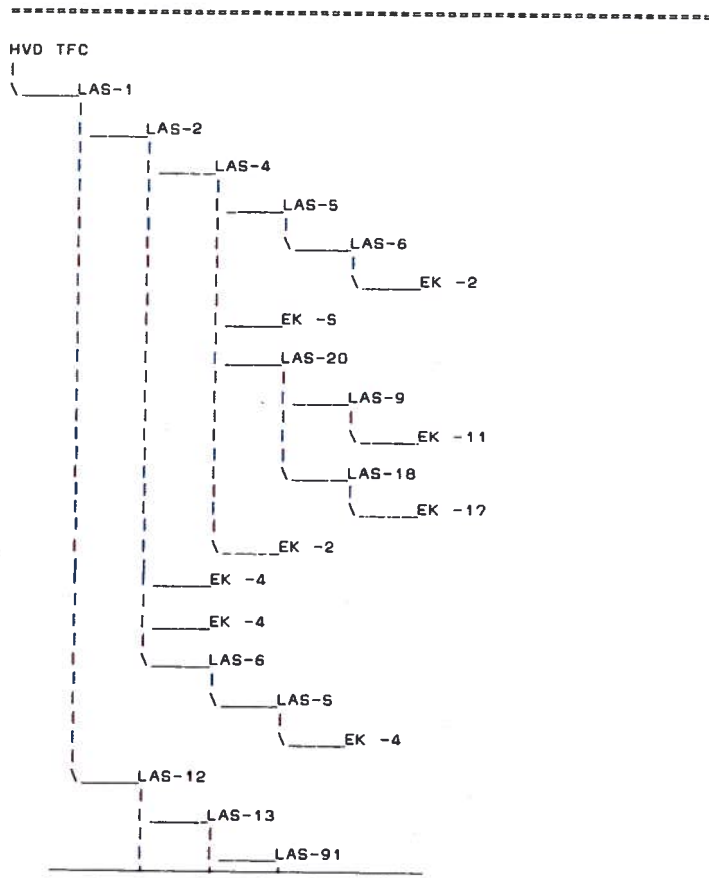 HVD TFC
LAS-1
LAS-2
LAS-4
LAS-5
LAS-6
EK -2
EK -5
LAS-20
LAS-9
EK -11
LAS-18
EK -17
EK -2
EK -4
EK -4
LAS-6
LAS-5
EK -4
LAS-12
LAS-13
LAS-91